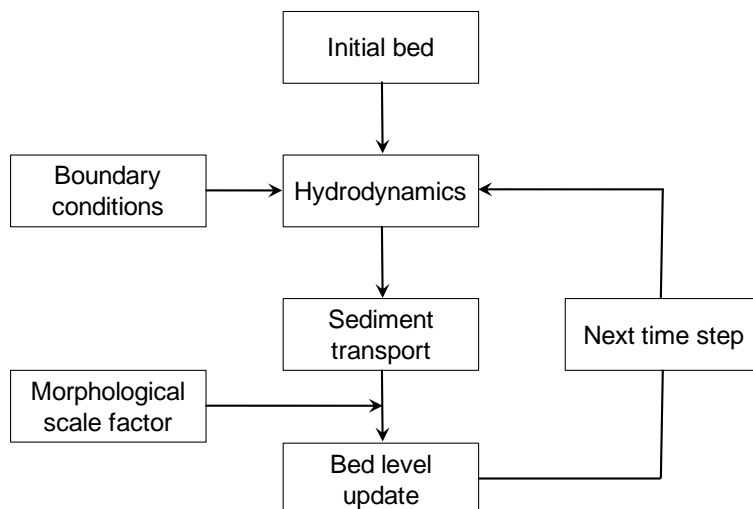 Initial bed
Boundary
conditions
Hydrodynamics
Sediment
transport
Next time step
Morphological
scale factor
Bed level
update